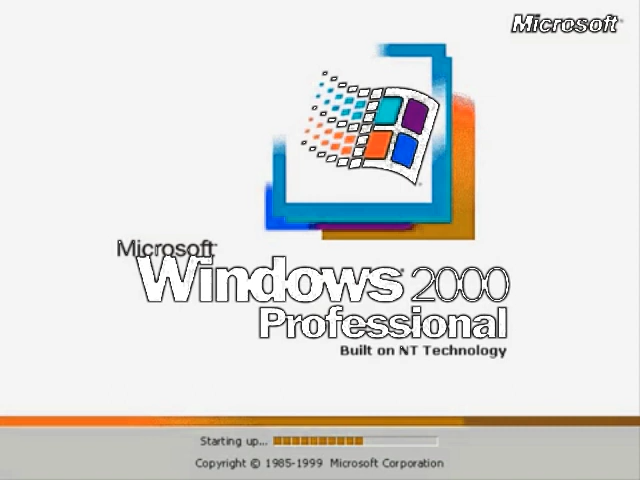 Microsoft
Microsoft
Windows 2000
Professional
Built on NT Technology
Starting up...
Copyright © 1985-1999 Microsoft Corporation